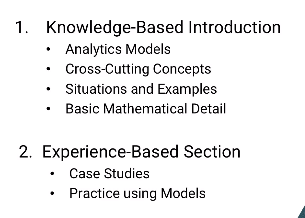 1. Knowledge-Based Introduction
• Analytics Models
• Cross-Cutting Concepts
• Situations and Examples
• Basic Mathematical Detail
2. Experience-Based Section
• Case Studies
• Practice using Models